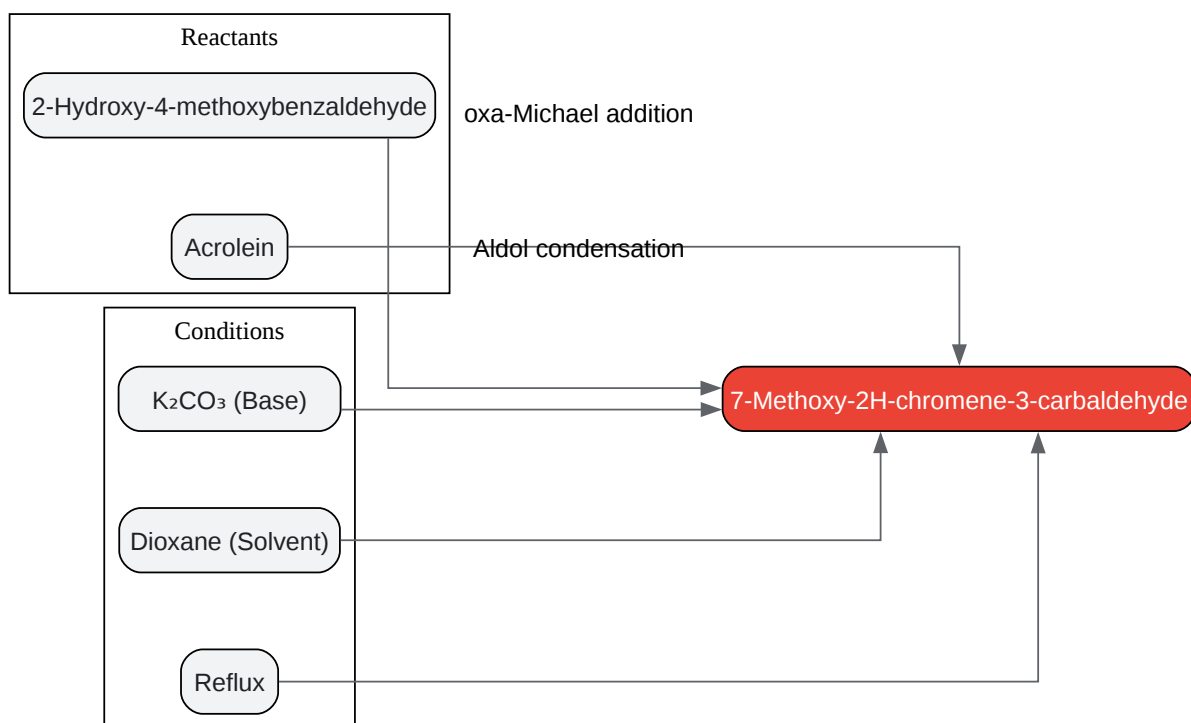 Reactants
2-Hydroxy-4-methoxybenzaldehyde
oxa-Michael addition
Acrolein
Aldol condensation
Conditions
K₂CO₃ (Base)
7-Methoxy-2H-chromene-3-carbaldehyde
Dioxane (Solvent)
Reflux